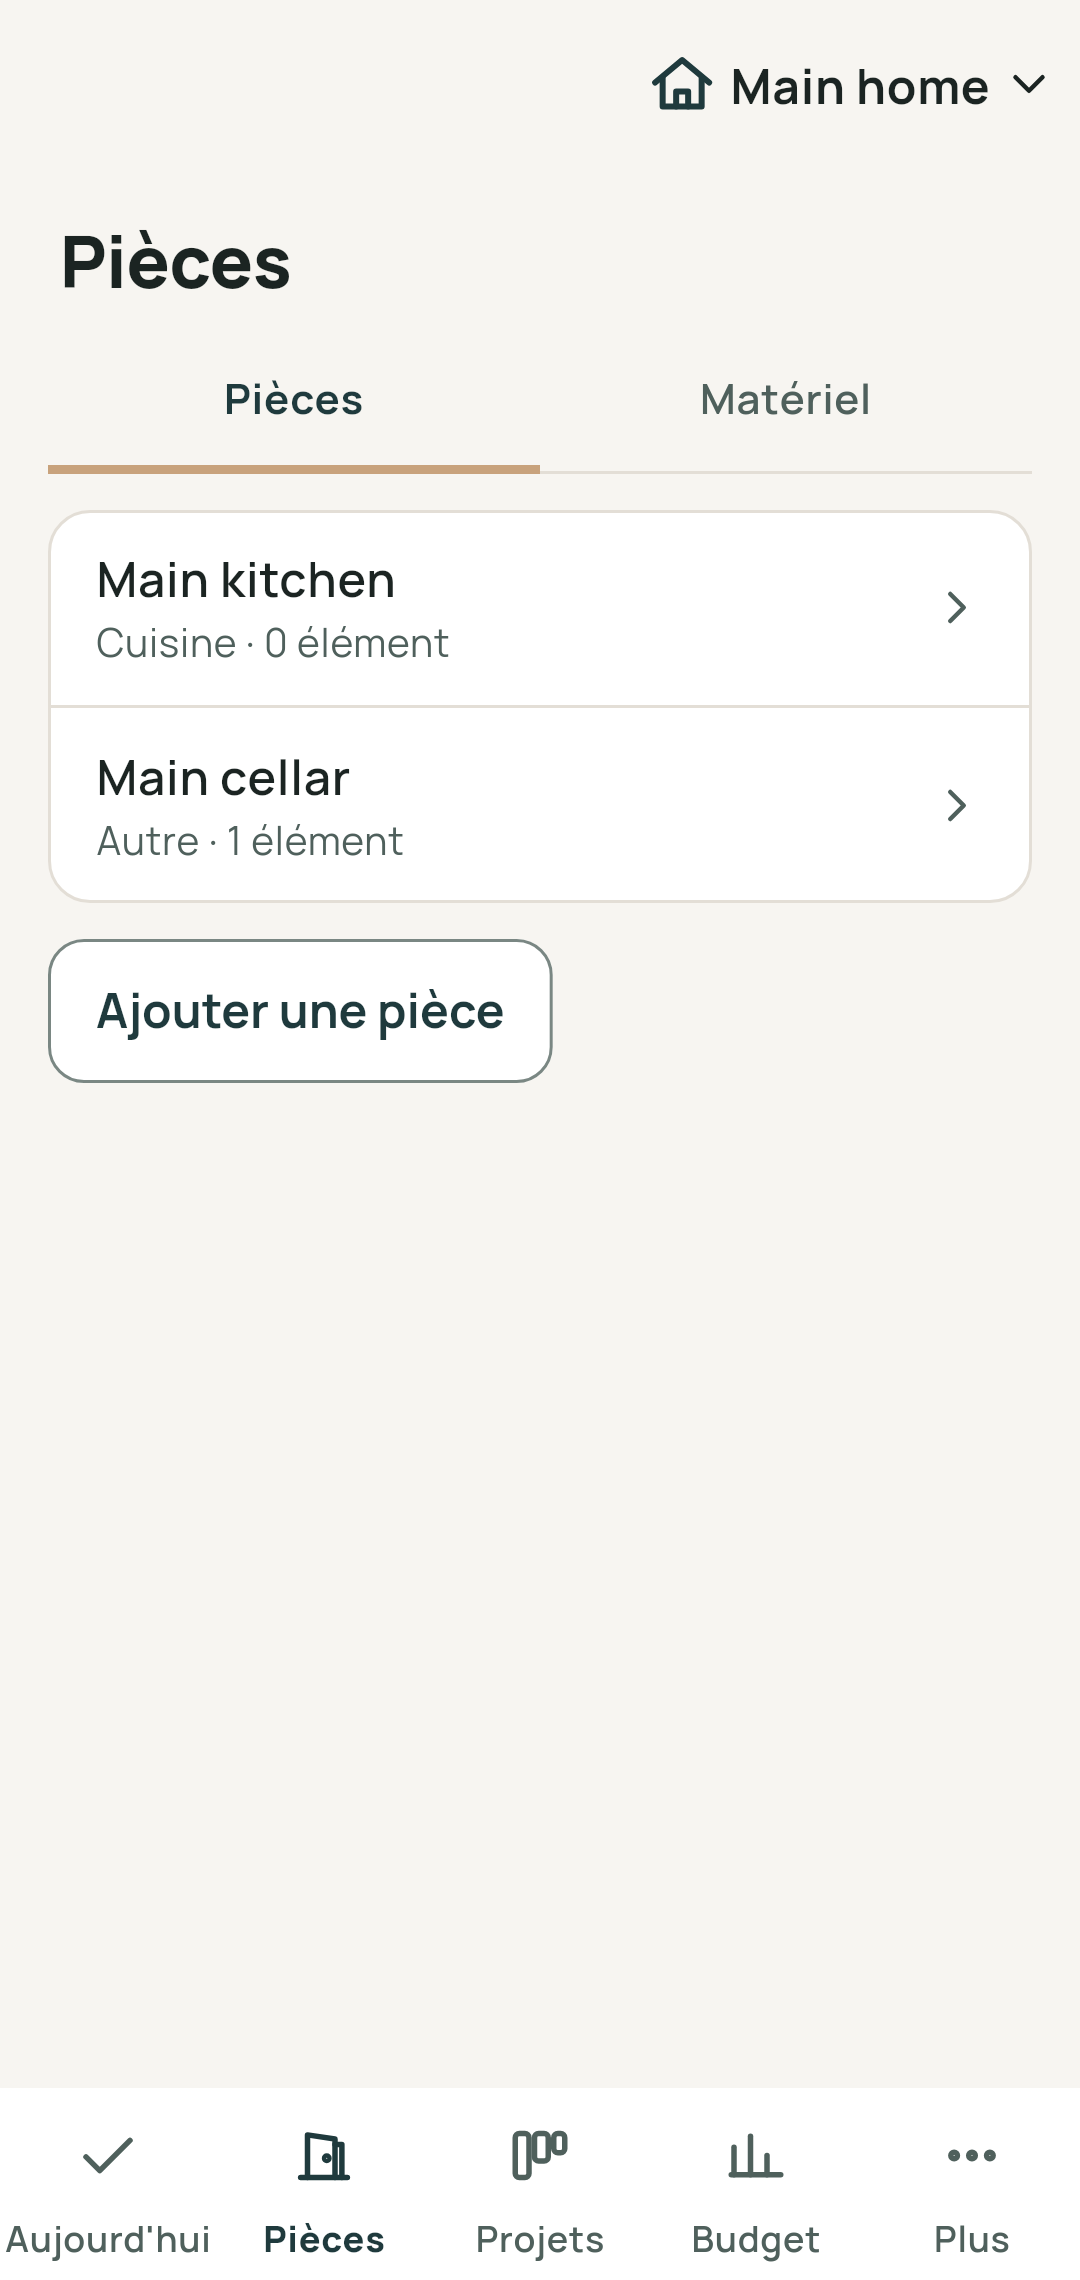 Main home
Pièces
Pièces
Matériel
Main kitchen
Cuisine · 0 élément
Main cellar
Autre · 1 élément
Ajouter une pièce
Aujourd'hui
Pièces
Projets
Budget
Plus